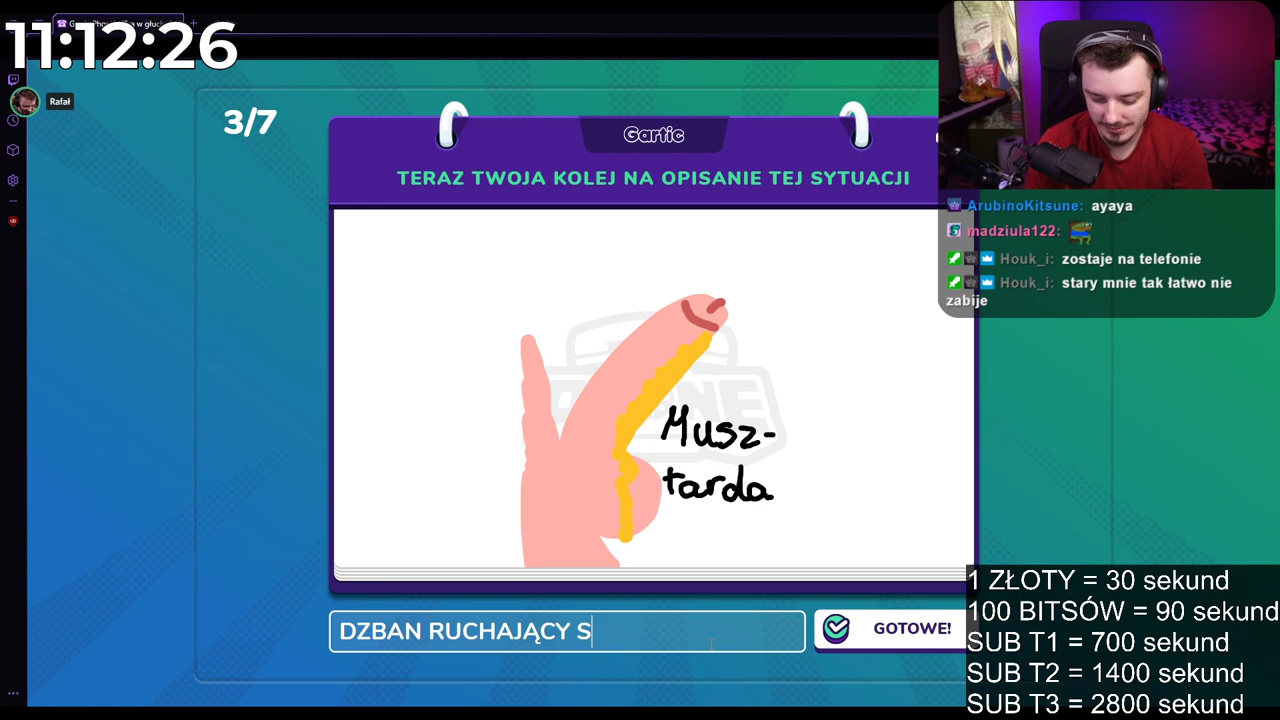 11:12:26
Rafał
3/7
Gartic
TERAZ TWOJA KOLEJ NA OPISANIE TEJ SYTUACJI
Musz-
tarda
DZBAN RUCHAJĄCY S
GOTOWE!
ArubinoKitsune: ayaya
madziula122:
Houk_i: zostaje na telefonie
Houk_i: stary mnie tak łatwo nie
zabije
1 ZŁOTY = 30 sekund
100 BITSÓW = 90 sekund
SUB T1 = 700 sekund
SUB T2 = 1400 sekund
SUB T3 = 2800 sekund